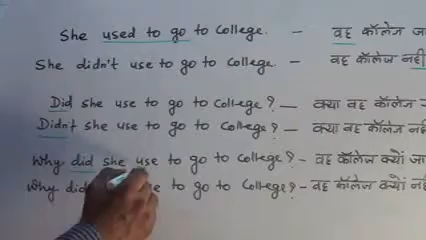 She used to go to College. - वह कॉलेज
She didn't use to go to College. - वह कॉलेज नहीं
Did she use to go to College? - क्या वह कॉलेज
Didn't she use to go to College? - क्या वह कॉलेज
Why did she use to go to College? - वह कॉलेज क्यों
Why to go to College? - वह कॉलेज क्यों